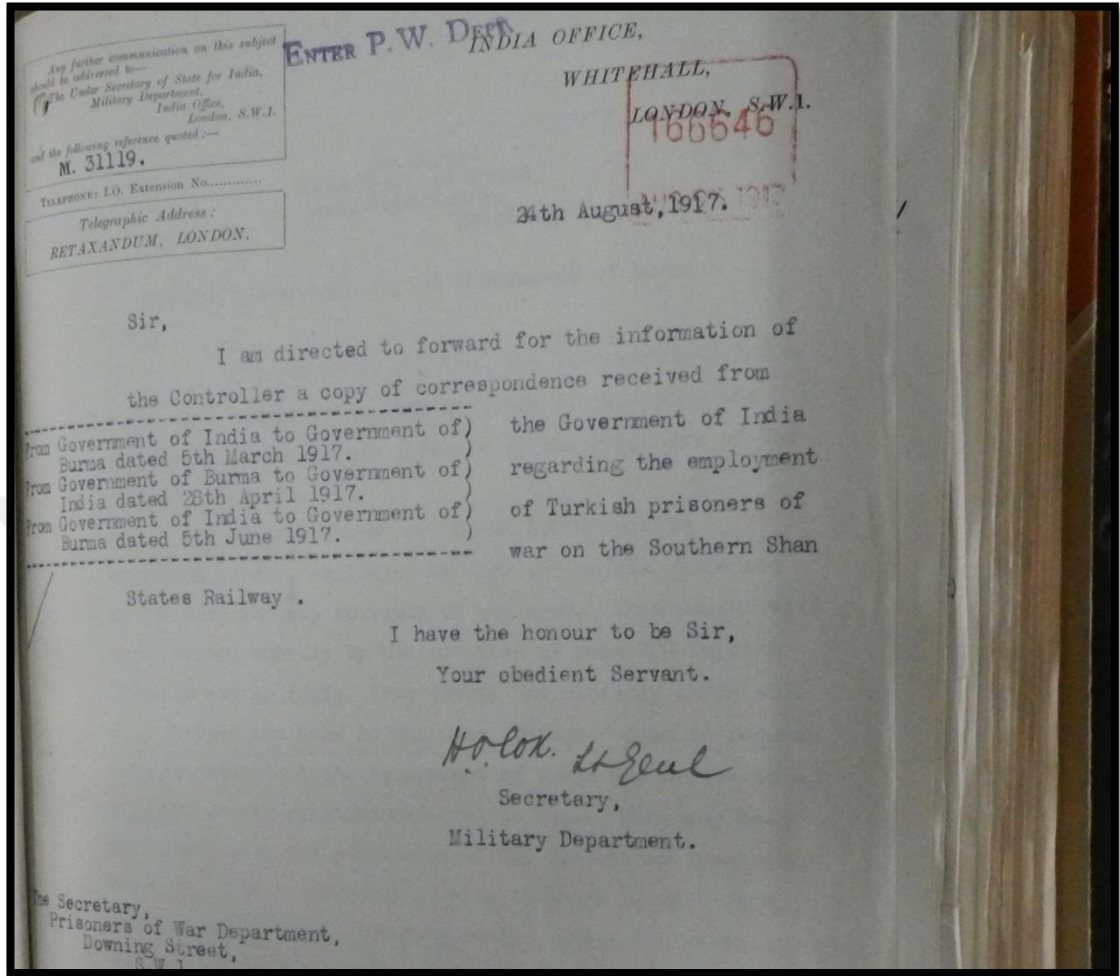 Any further communication on this subject
should be addressed to—
The Under Secretary of State for India,
Military Department,
India Office,
London, S.W.1.
and the following reference quoted :—
M. 31119.
TELEPHONE: I.O. Extension No............
Telegraphic Address:
RETAXANDUM, LONDON.
ENTER P.W. DEPT.
INDIA OFFICE,
WHITEHALL,
LONDON, S.W.1.
166646
24th August, 1917.
Sir,
I am directed to forward for the information of
the Controller a copy of correspondence received from
From Government of India to Government of)
Burma dated 5th March 1917. )
From Government of Burma to Government of)
India dated 28th April 1917. )
From Government of India to Government of)
Burma dated 5th June 1917. )
the Government of India
regarding the employment
of Turkish prisoners of
war on the Southern Shan
States Railway .
I have the honour to be Sir,
Your obedient Servant.
H.O. Cox. Lt Genl
Secretary,
Military Department.
The Secretary,
Prisoners of War Department,
Downing Street,
S.W.1